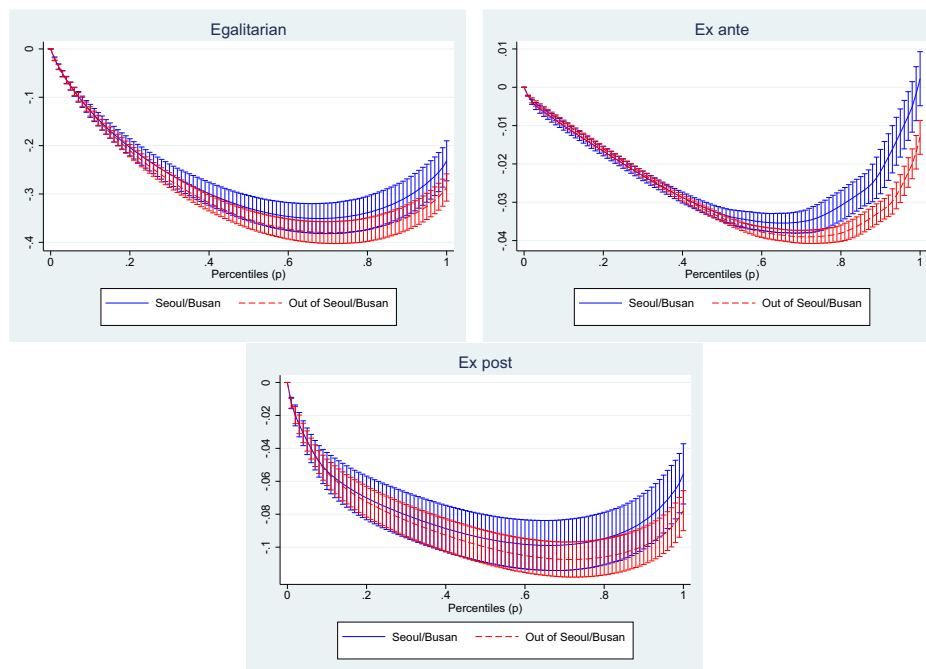 Egalitarian
0
-.1
-.2
-.3
-.4
0 .2 .4 .6 .8 1
Percentiles (p)
Seoul/Busan Out of Seoul/Busan
Ex ante
.01
0
-.01
-.02
-.03
-.04
0 .2 .4 .6 .8 1
Percentiles (p)
Seoul/Busan Out of Seoul/Busan
Ex post
0
-.02
-.04
-.06
-.08
-.1
0 .2 .4 .6 .8 1
Percentiles (p)
Seoul/Busan Out of Seoul/Busan